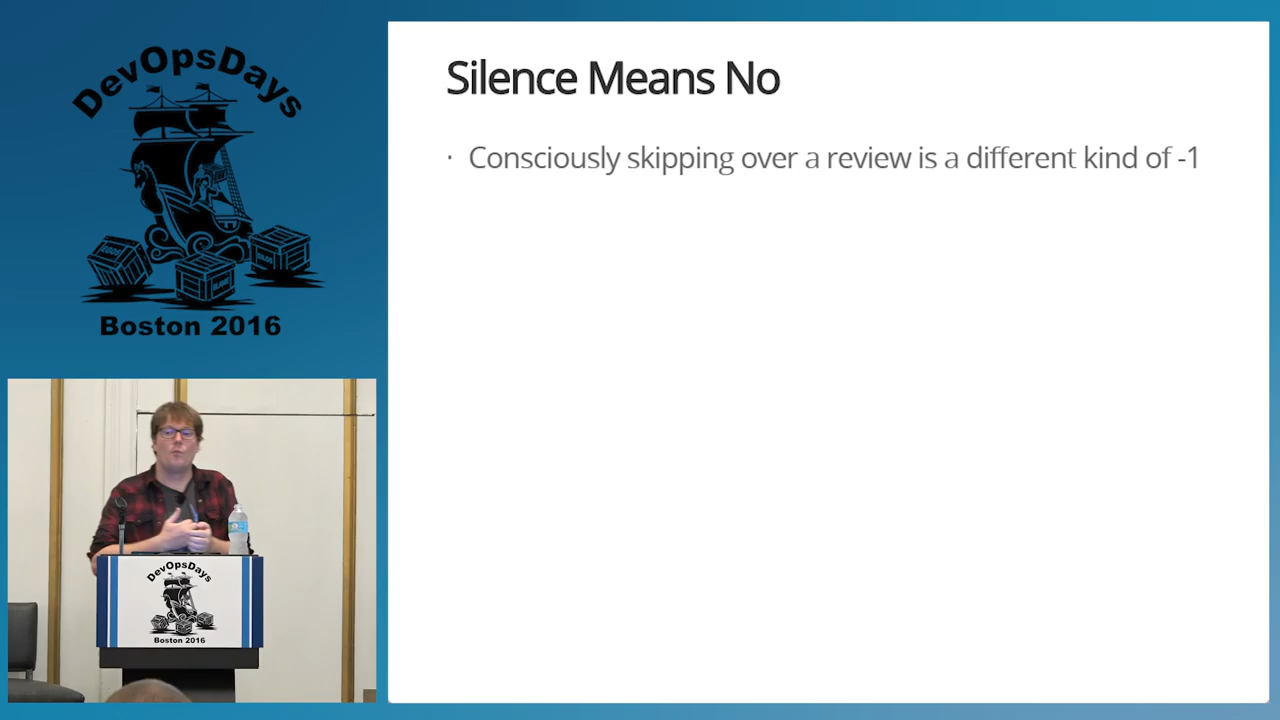 DevOpsDays
Boston 2016
Silence Means No
· Consciously skipping over a review is a different kind of -1
DevOpsDays
Boston 2016